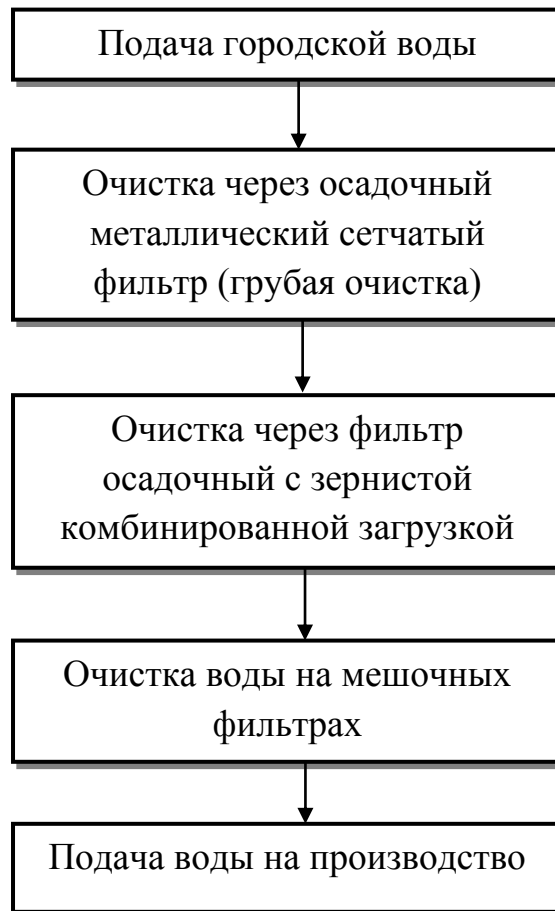 Подача городской воды
Очистка через осадочный
металлический сетчатый
фильтр (грубая очистка)
Очистка через фильтр
осадочный с зернистой
комбинированной загрузкой
Очистка воды на мешочных
фильтрах
Подача воды на производство